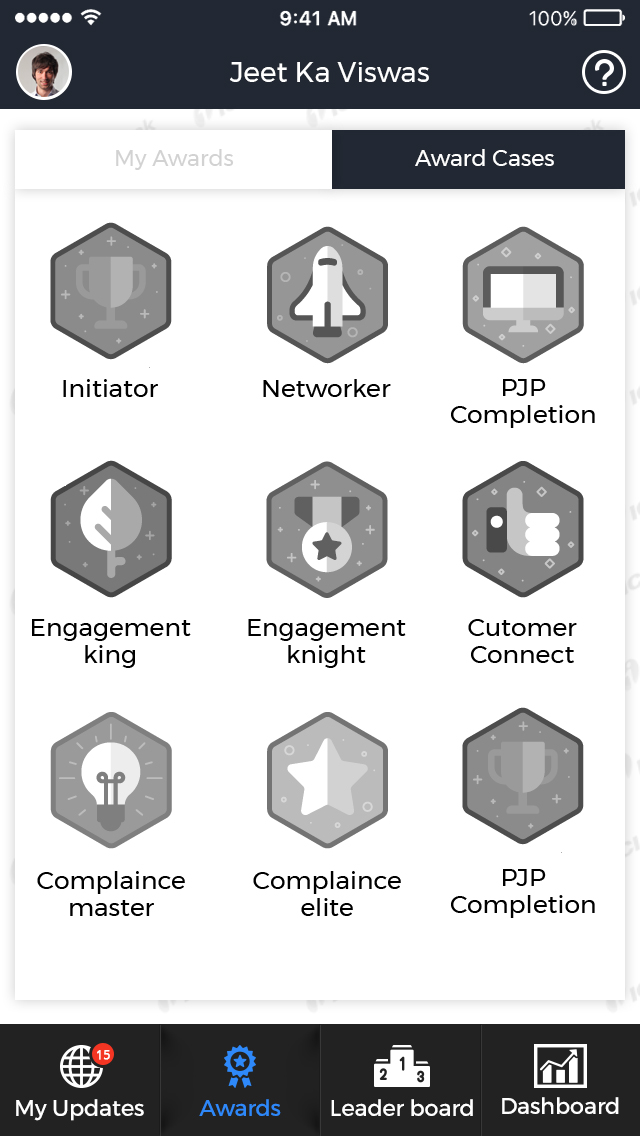 9:41 AM
100%
Jeet Ka Viswas
?
My Awards
Award Cases
Initiator
Networker
PJP
Completion
Engagement
king
Engagement
knight
Cutomer
Connect
Complaince
master
Complaince
elite
PJP
Completion
15
1
2
3
My Updates
Awards
Leader board
Dashboard